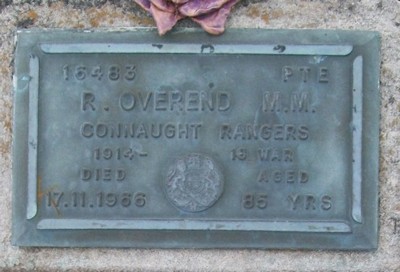 16483 PTE
R. OVEREND M.M.
CONNAUGHT RANGERS
1914- 18 WAR
DIED AGED
17.11.1966 85 YRS